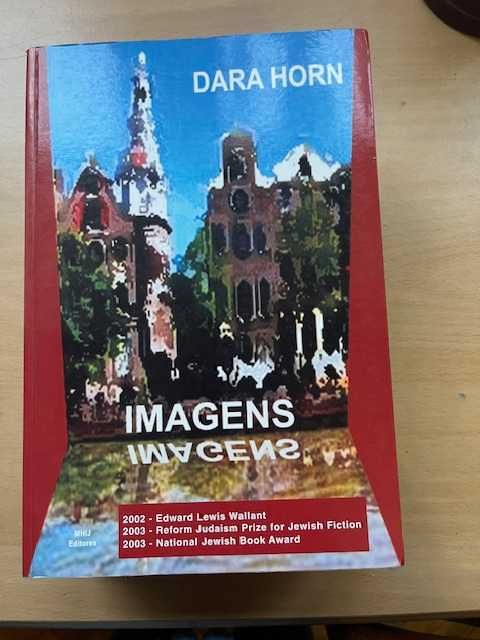 DARA HORN
IMAGENS
IMAGENS
2002 - Edward Lewis Wallant
2003 - Reform Judaism Prize for Jewish Fiction
2003 - National Jewish Book Award
MHIJ
Editores